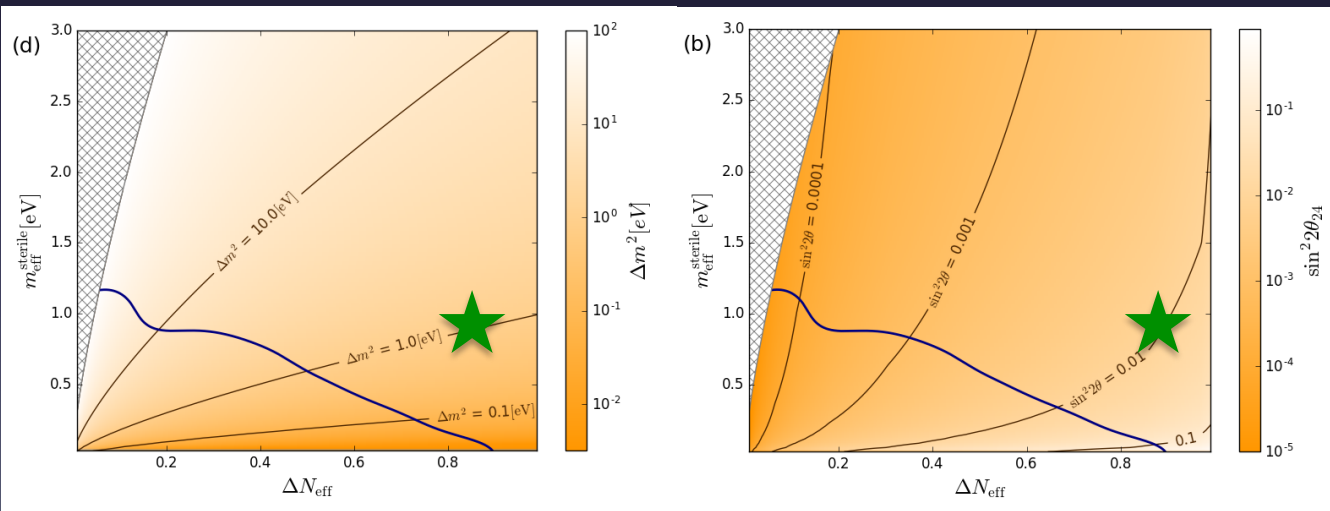 (d)
3.0
2.5
2.0
1.5
1.0
0.5
0.2 0.4 0.6 0.8
ΔN_eff
m_eff^sterile [eV]
Δm² = 10.0[eV]
Δm² = 1.0[eV]
Δm² = 0.1[eV]
10²
10¹
10⁰
10⁻¹
10⁻²
Δm²[eV]
(b)
3.0
2.5
2.0
1.5
1.0
0.5
0.2 0.4 0.6 0.8
ΔN_eff
m_eff^sterile [eV]
sin²2θ = 0.0001
sin²2θ = 0.001
sin²2θ = 0.01
0.1
10⁻¹
10⁻²
10⁻³
10⁻⁴
10⁻⁵
sin²2θ₂₄